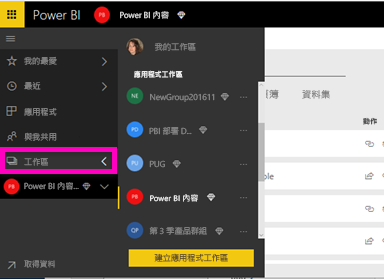 Power BI PB Power BI 內容
我的最愛
最近
應用程式
與我共用
工作區
PB Power BI 內容...
取得資料
我的工作區
應用程式工作區
NE NewGroup201611 ...
PD PBI 部署 D... ...
PU PUG ...
PB Power BI 內容 ...
QP 第 3 季產品群組 ...
建立應用程式工作區
資料集
動作